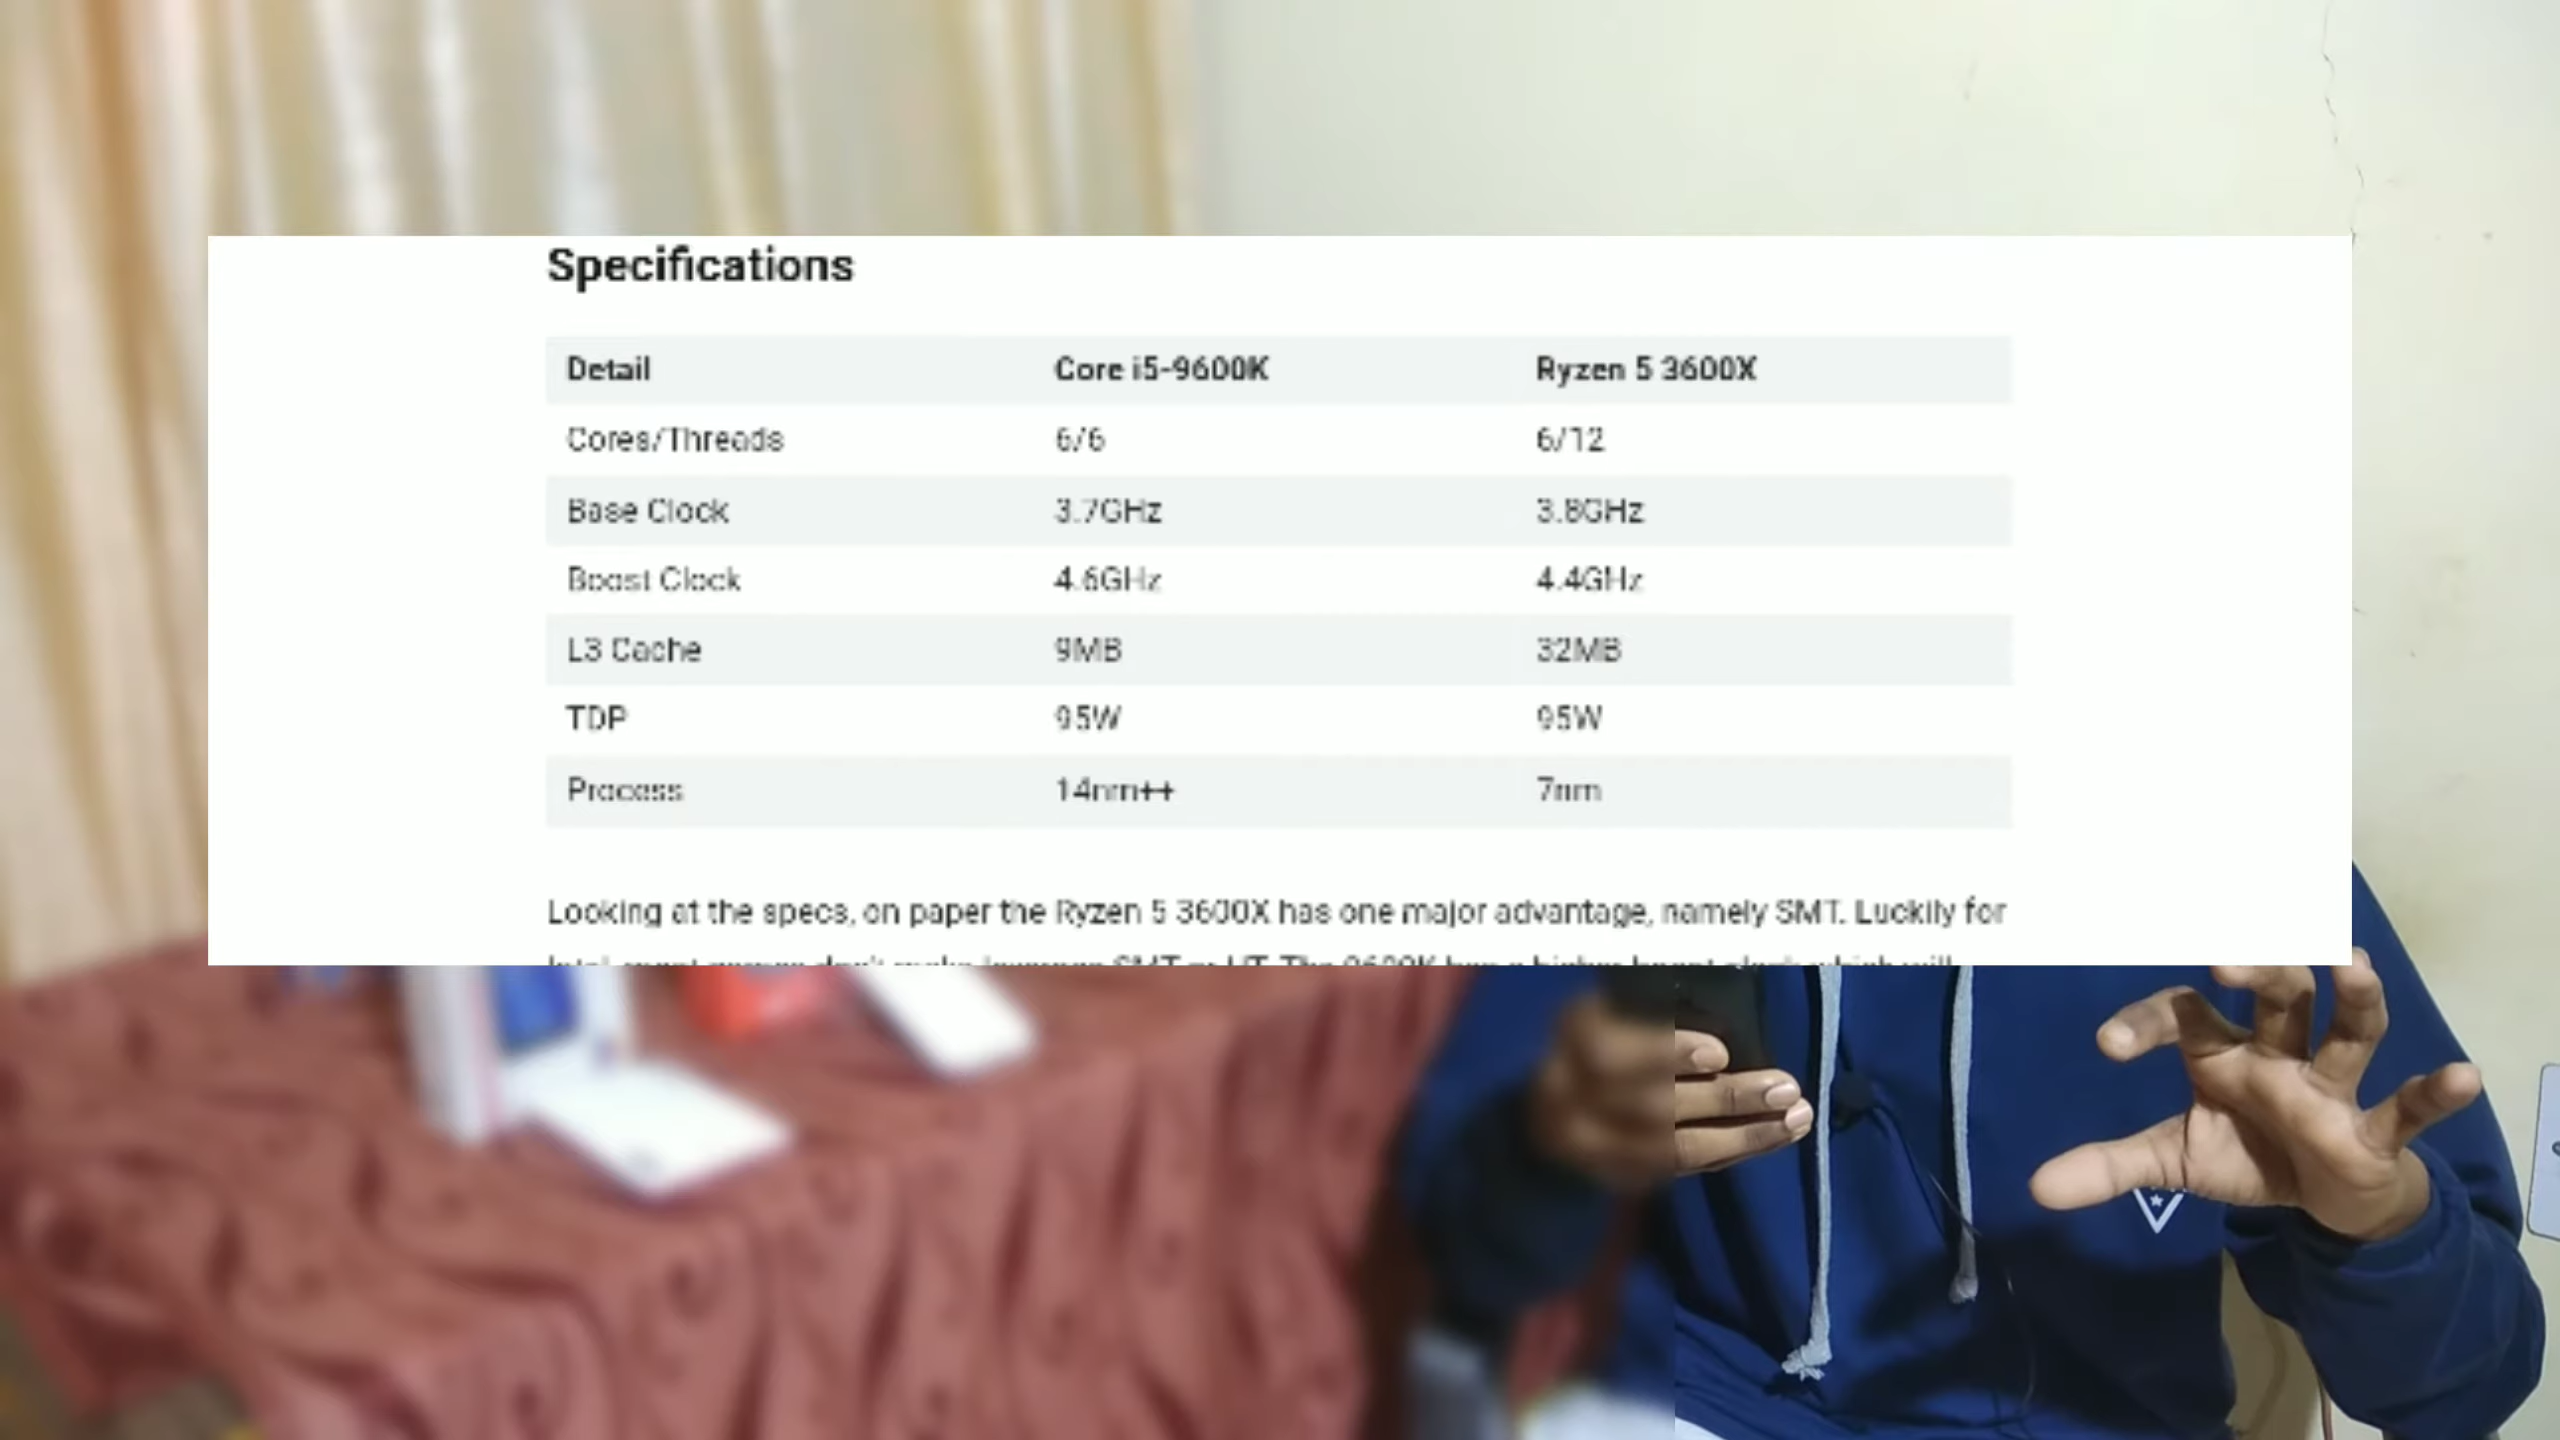 Specifications
Detail Core i5-9600K Ryzen 5 3600X
Cores/Threads 6/6 6/12
Base Clock 3.7GHz 3.8GHz
Boost Clock 4.6GHz 4.4GHz
L3 Cache 9MB 32MB
TDP 95W 95W
Process 14nm++ 7nm
Looking at the specs, on paper the Ryzen 5 3600X has one major advantage, namely SMT. Luckily for